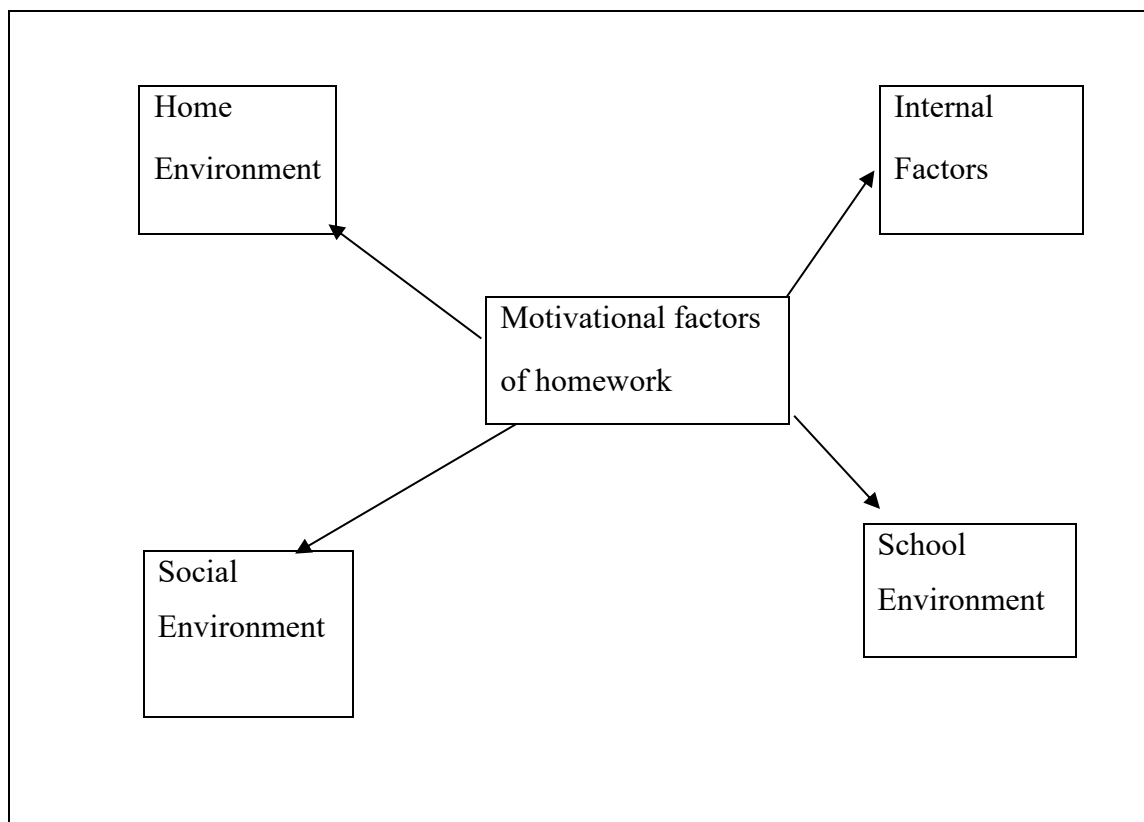 Home
Environment
Internal
Factors
Motivational factors
of homework
Social
Environment
School
Environment